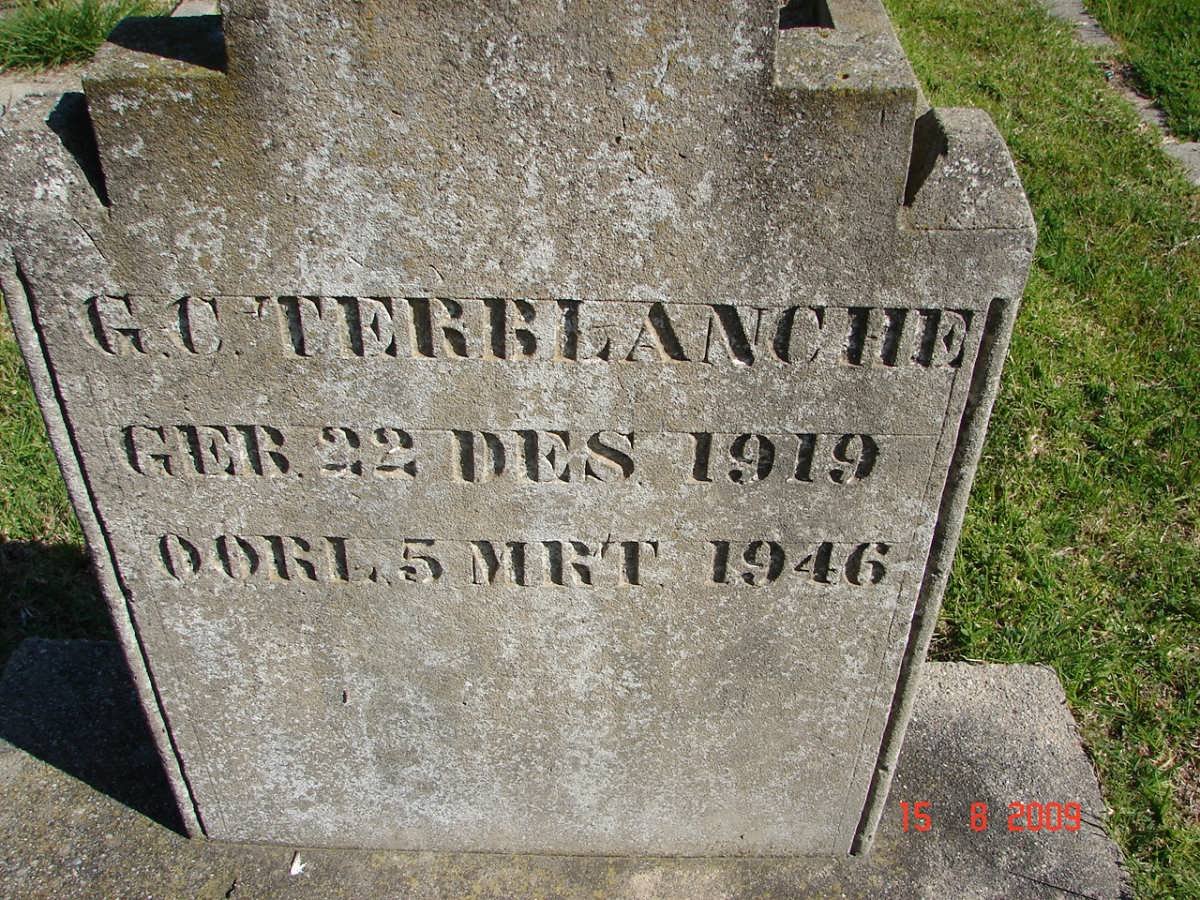 G.C. TERBLANCHE
GEB. 22 DES. 1919
OORL. 5 MRT. 1946
15 8 2009